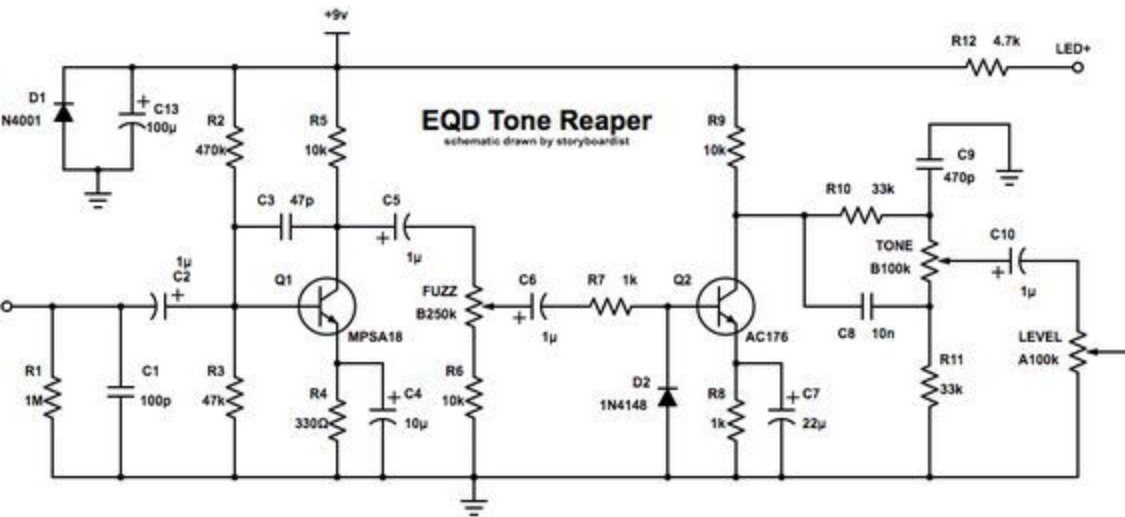 +9v
R12 4.7k
LED+
D1
N4001
C13
100µ
R2
470k
R5
10k
EQD Tone Reaper
schematic drawn by storyboardist
R9
10k
C9
470p
R10 33k
C3 47p
C5
1µ
TONE
B100k
C10
1µ
1µ
C2
Q1
MPSA18
FUZZ
B250k
C6
1µ
R7 1k
Q2
AC176
C8 10n
LEVEL
A100k
R1
1M
C1
100p
R3
47k
R4
330Ω
C4
10µ
R6
10k
D2
1N4148
R8
1k
C7
22µ
R11
33k